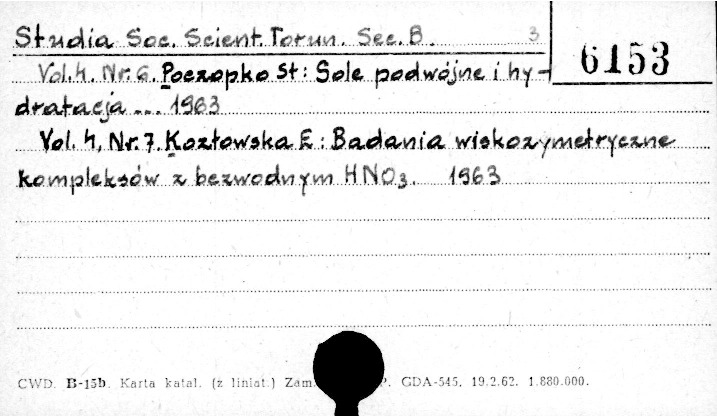 Studia Soc. Scient. Torun. Sec. B. 3
6153
Vol. 4. Nr. 6. Poczopko St: Sole podwójne i hy-
dratacja ... 1963
Vol. 4, Nr. 7. Kozłowska E: Badania wiskozymetryczne
kompleksów z bezwodnym HNO3. 1963
CWD. B-15b. Karta katal. (z liniat.) Zam. P. GDA-545. 19.2.62. 1.880.000.